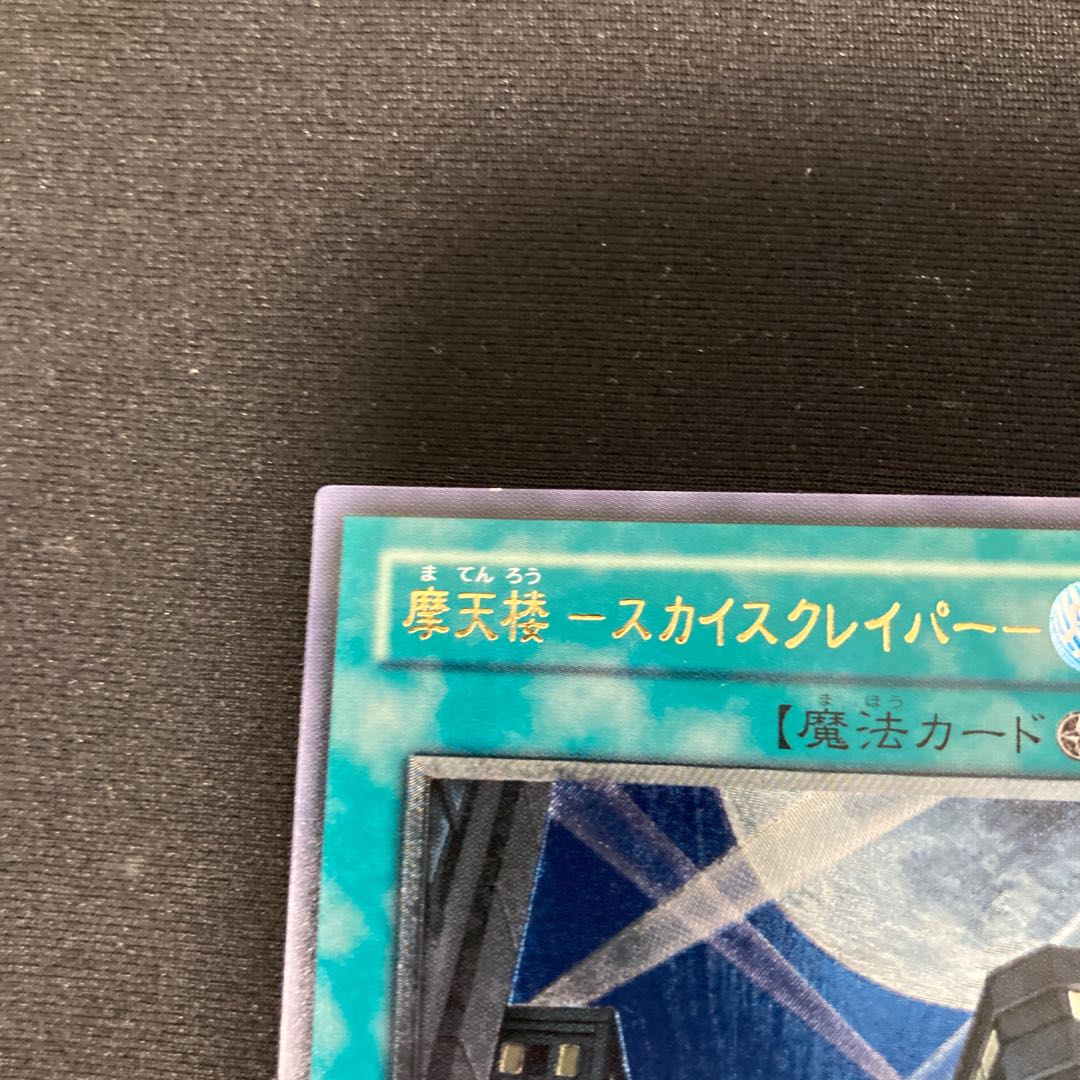 ま てん ろう
摩天楼 －スカイスクレイパー－
ま ほう
【魔法カード